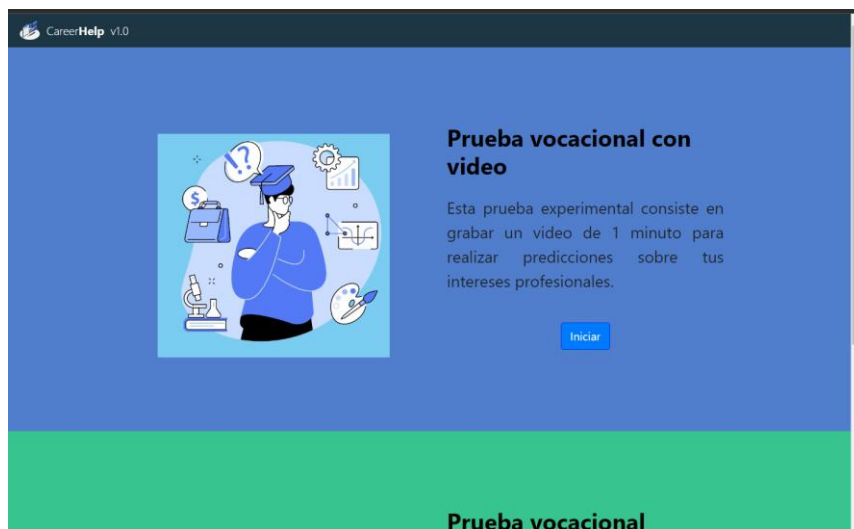 CareerHelp v1.0
!?
$
Prueba vocacional con
video
Esta prueba experimental consiste en
grabar un video de 1 minuto para
realizar predicciones sobre tus
intereses profesionales.
Iniciar
Prueba vocacional